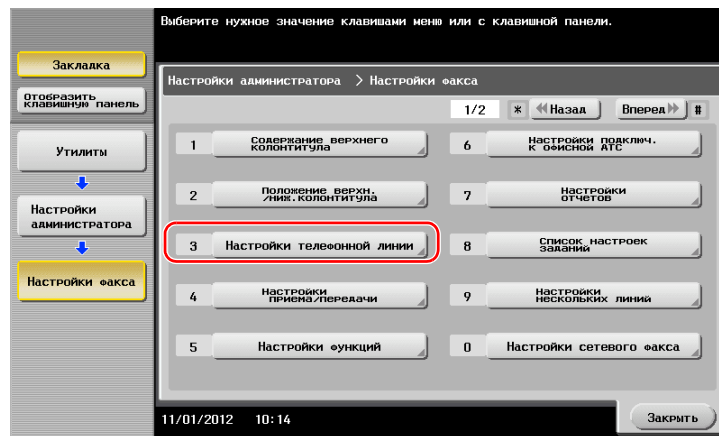 Выберите нужное значение клавишами меню или с клавишной панели.
Закладка
Отобразить
клавишную панель
Утилиты
Настройки
администратора
Настройки факса
Настройки администратора > Настройки факса
1/2 * Назад Вперед #
1 Содержание верхнего
колонтитула
2 Положение верхн.
/ниж.колонтитула
3 Настройки телефонной линии
4 Настройки
приема/передачи
5 Настройки функций
6 Настройки подключ.
к офисной АТС
7 Настройки
отчетов
8 Список настроек
заданий
9 Настройки
нескольких линий
0 Настройки сетевого факса
11/01/2012 10:14
Закрыть